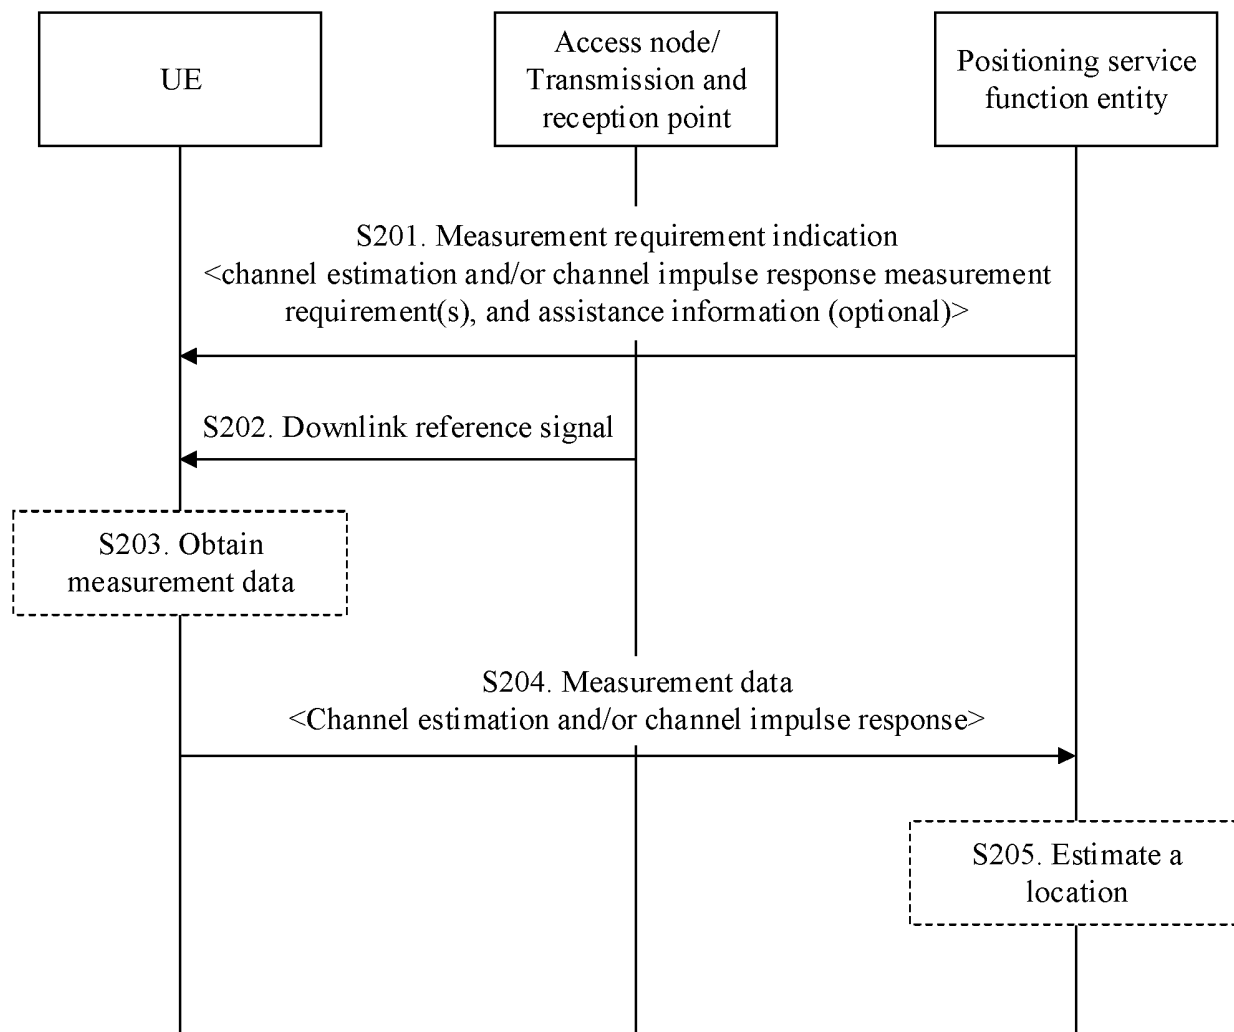 UE
Access node/
Transmission and
reception point
Positioning service
function entity
S201. Measurement requirement indication
<channel estimation and/or channel impulse response measurement
requirement(s), and assistance information (optional)>
S202. Downlink reference signal
S203. Obtain
measurement data
S204. Measurement data
<Channel estimation and/or channel impulse response>
S205. Estimate a
location